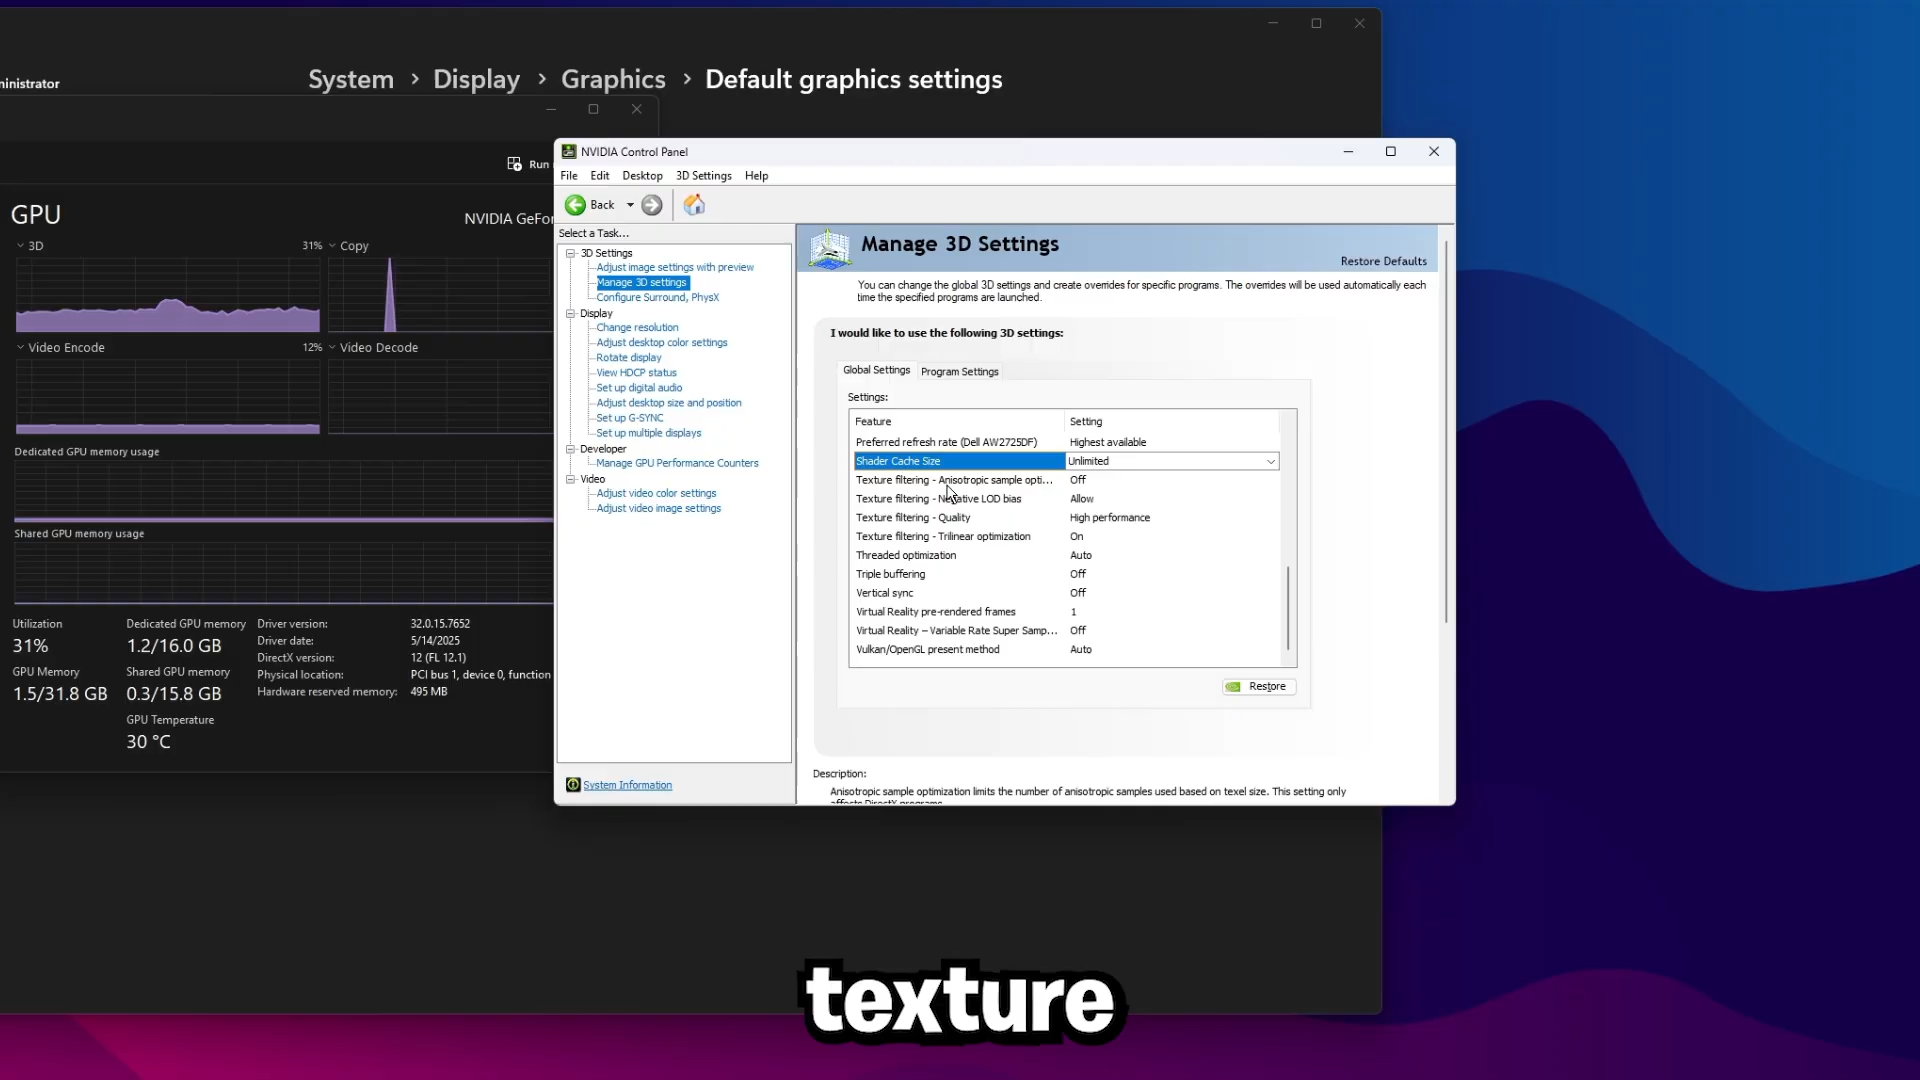 ministrator
System > Display > Graphics > Default graphics settings
Run
GPU
NVIDIA GeFor
3D
31%
Copy
Video Encode
12%
Video Decode
Dedicated GPU memory usage
Shared GPU memory usage
Utilization
31%
Dedicated GPU memory
1.2/16.0 GB
GPU Memory
1.5/31.8 GB
Shared GPU memory
0.3/15.8 GB
GPU Temperature
30 °C
Driver version: 32.0.15.7652
Driver date: 5/14/2025
DirectX version: 12 (FL 12.1)
Physical location: PCI bus 1, device 0, function
Hardware reserved memory: 495 MB
NVIDIA Control Panel
File Edit Desktop 3D Settings Help
Back
Select a Task...
3D Settings
Adjust image settings with preview
Manage 3D settings
Configure Surround, PhysX
Display
Change resolution
Adjust desktop color settings
Rotate display
View HDCP status
Set up digital audio
Adjust desktop size and position
Set up G-SYNC
Set up multiple displays
Developer
Manage GPU Performance Counters
Video
Adjust video color settings
Adjust video image settings
System Information
Manage 3D Settings
Restore Defaults
You can change the global 3D settings and create overrides for specific programs. The overrides will be used automatically each
time the specified programs are launched.
I would like to use the following 3D settings:
Global Settings Program Settings
Settings:
Feature Setting
Preferred refresh rate (Dell AW2725DF) Highest available
Shader Cache Size Unlimited
Texture filtering - Anisotropic sample opti... Off
Texture filtering - Negative LOD bias Allow
Texture filtering - Quality High performance
Texture filtering - Trilinear optimization On
Threaded optimization Auto
Triple buffering Off
Vertical sync Off
Virtual Reality pre-rendered frames 1
Virtual Reality – Variable Rate Super Samp... Off
Vulkan/OpenGL present method Auto
Restore
Description:
Anisotropic sample optimization limits the number of anisotropic samples used based on texel size. This setting only
affects DirectX programs.
texture